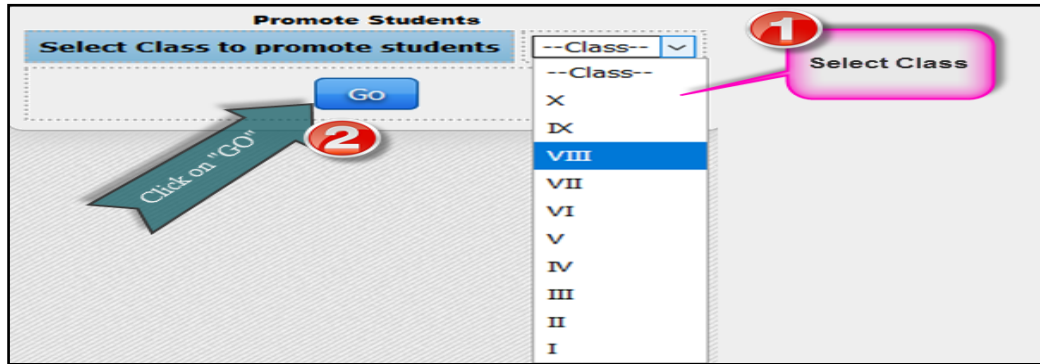 Promote Students
Select Class to promote students
--Class--
1
Select Class
--Class--
X
IX
VIII
VII
VI
V
IV
III
II
I
Go
2
Click on "GO"